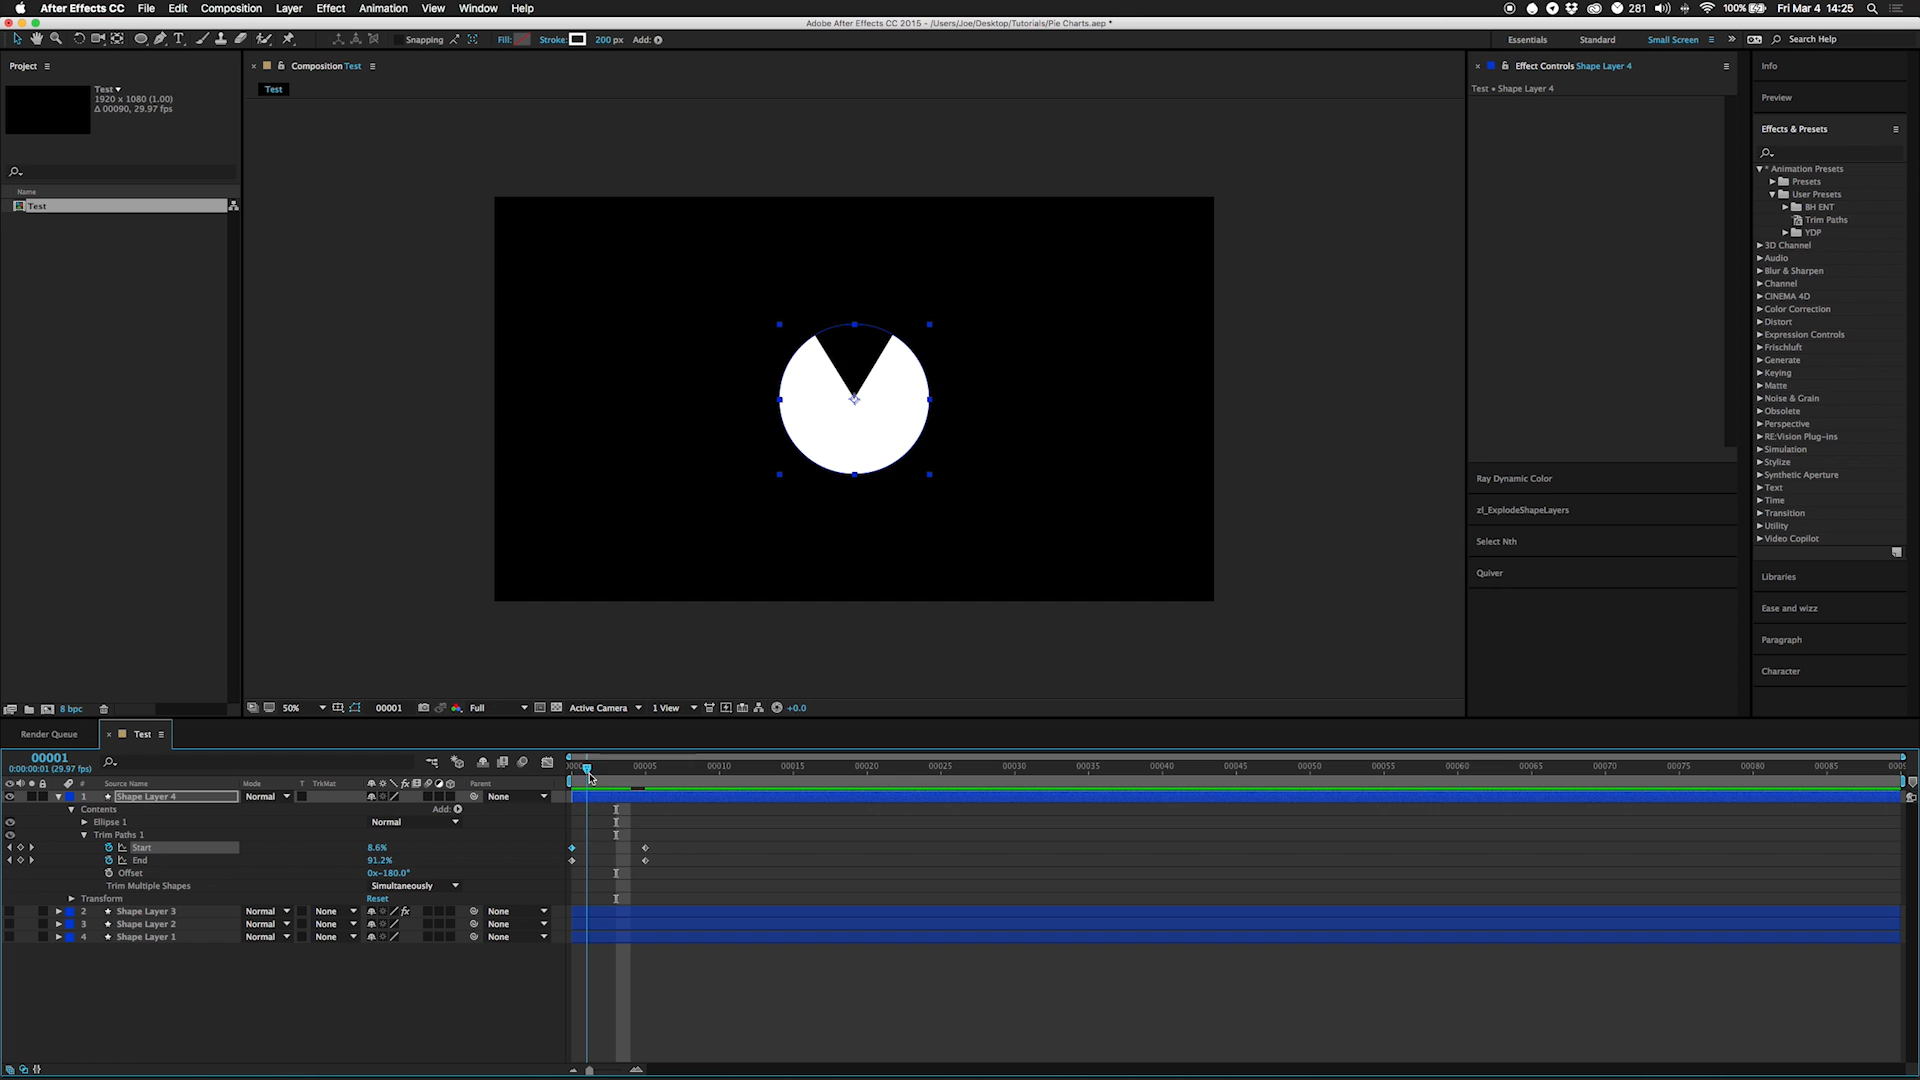 After Effects CC File Edit Composition Layer Effect Animation View Window Help 281 100% Fri Mar 4 14:25
Adobe After Effects CC 2015 - /Users/Joe/Desktop/Tutorials/Pie Charts.aep *
Snapping Fill: Stroke: 200 px Add: Essentials Standard Small Screen Search Help
Project
Test
1920 x 1080 (1.00)
Δ 00090, 29.97 fps
Name
Test
8 bpc
Composition Test
Test
50% 00001 Full Active Camera 1 View +0.0
Effect Controls Shape Layer 4
Test • Shape Layer 4
Ray Dynamic Color
zl_ExplodeShapeLayers
Select Nth
Quiver
Info
Preview
Effects & Presets
* Animation Presets
Presets
User Presets
BH ENT
Trim Paths
YDP
3D Channel
Audio
Blur & Sharpen
Channel
CINEMA 4D
Color Correction
Distort
Expression Controls
Frischluft
Generate
Keying
Matte
Noise & Grain
Obsolete
Perspective
RE:Vision Plug-ins
Simulation
Stylize
Synthetic Aperture
Text
Time
Transition
Utility
Video Copilot
Libraries
Ease and wizz
Paragraph
Character
Render Queue Test
00001
0:00:00:01 (29.97 fps)
00005 00010 00015 00020 00025 00030 00035 00040 00045 00050 00055 00060 00065 00070 00075 00080 00085
# Source Name Mode T TrkMat Parent
1 Shape Layer 4 Normal None
Contents Add:
Ellipse 1 Normal
Trim Paths 1
Start 8.6%
End 91.2%
Offset 0x-180.0°
Trim Multiple Shapes Simultaneously
Transform Reset
2 Shape Layer 3 Normal None None
3 Shape Layer 2 Normal None None
4 Shape Layer 1 Normal None None